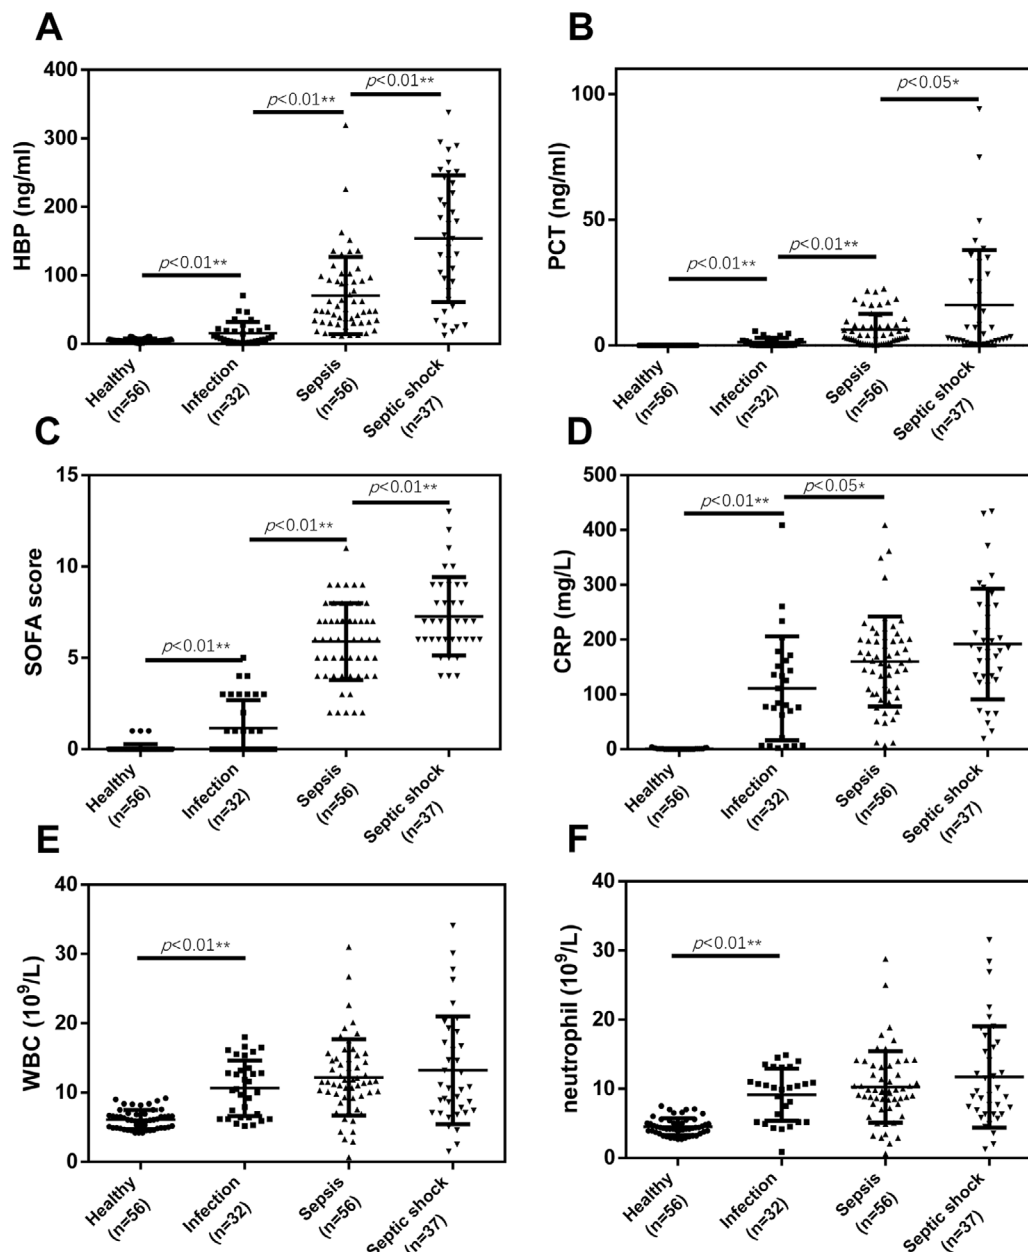 A
HBP (ng/ml)
400
300
200
100
0
p<0.01**
p<0.01**
p<0.01**
Healthy
(n=56)
Infection
(n=32)
Sepsis
(n=56)
Septic shock
(n=37)
B
PCT (ng/ml)
100
50
0
p<0.01**
p<0.01**
p<0.05*
Healthy
(n=56)
Infection
(n=32)
Sepsis
(n=56)
Septic shock
(n=37)
C
SOFA score
15
10
5
0
p<0.01**
p<0.01**
p<0.01**
Healthy
(n=56)
Infection
(n=32)
Sepsis
(n=56)
Septic shock
(n=37)
D
CRP (mg/L)
500
400
300
200
100
0
p<0.01**
p<0.05*
Healthy
(n=56)
Infection
(n=32)
Sepsis
(n=56)
Septic shock
(n=37)
E
WBC (10⁹/L)
40
30
20
10
0
p<0.01**
Healthy
(n=56)
Infection
(n=32)
Sepsis
(n=56)
Septic shock
(n=37)
F
neutrophil (10⁹/L)
40
30
20
10
0
p<0.01**
Healthy
(n=56)
Infection
(n=32)
Sepsis
(n=56)
Septic shock
(n=37)